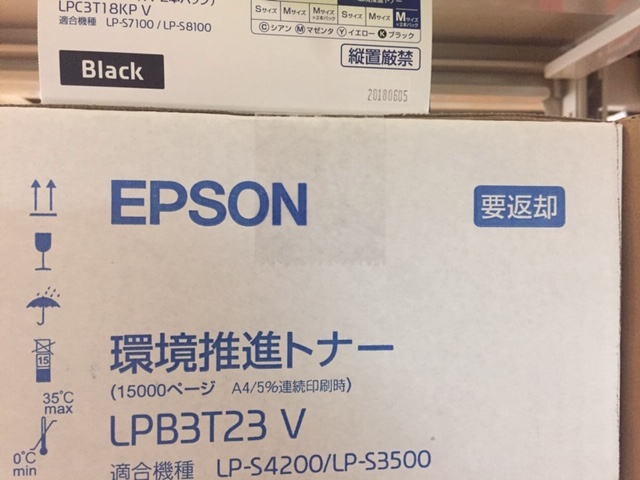 LPC3T18KP V
適合機種 LP-S7100 / LP-S8100
Sサイズ Mサイズ Mサイズ Sサイズ Mサイズ Mサイズ
Ⓒシアン Ⓜマゼンタ Ⓨイエロー Ⓚブラック
Black
縦置厳禁
20180605
EPSON
要返却
15
環境推進トナー
(15000ページ A4/5%連続印刷時)
35℃
max
LPB3T23 V
0℃
min
適合機種 LP-S4200/LP-S3500